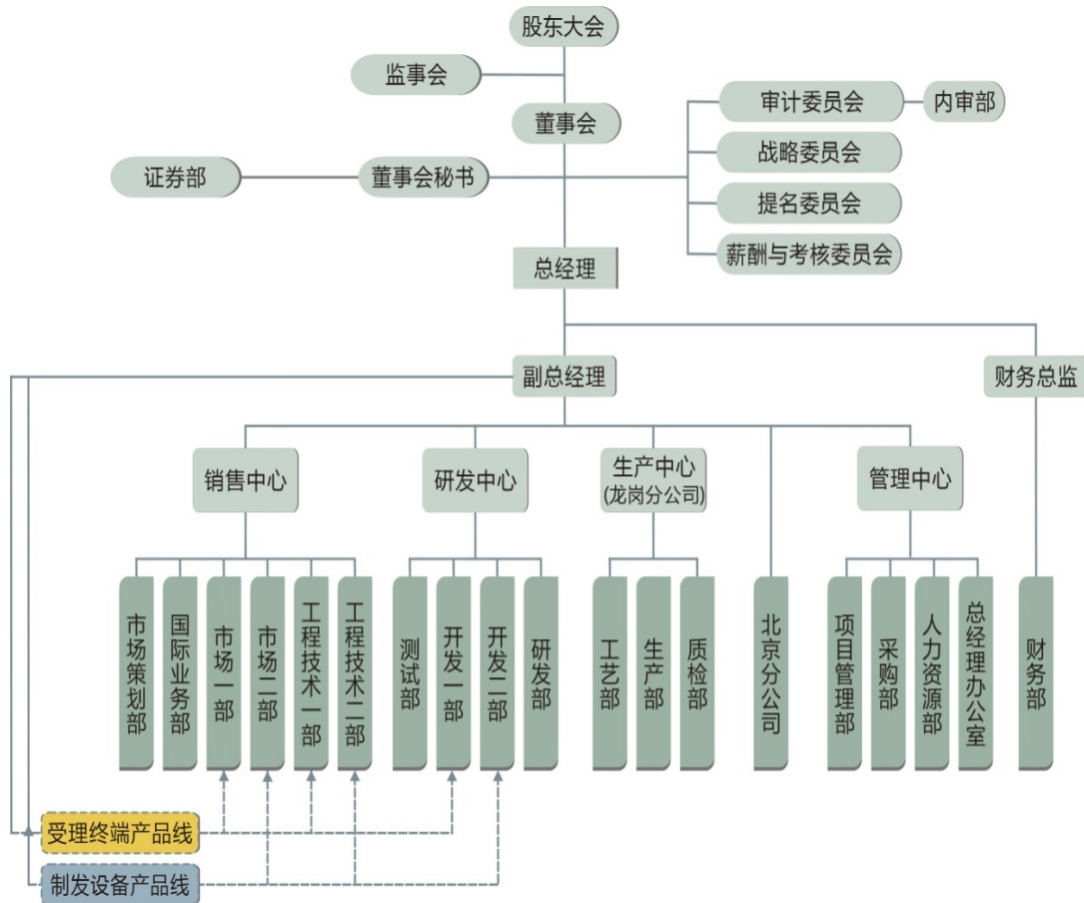 股东大会
监事会
董事会
审计委员会
内审部
战略委员会
证券部
董事会秘书
提名委员会
薪酬与考核委员会
总经理
副总经理
财务总监
销售中心
研发中心
生产中心
(龙岗分公司)
管理中心
市场策划部
国际业务部
市场一部
市场二部
工程技术一部
工程技术二部
测试部
开发一部
开发二部
研发部
工艺部
生产部
质检部
北京分公司
项目管理部
采购部
人力资源部
总经理办公室
财务部
受理终端产品线
制发设备产品线